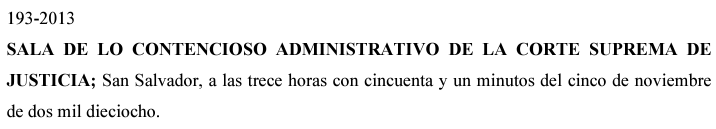 193-2013
SALA DE LO CONTENCIOSO ADMINISTRATIVO DE LA CORTE SUPREMA DE
JUSTICIA; San Salvador, a las trece horas con cincuenta y un minutos del cinco de noviembre
de dos mil dieciocho.